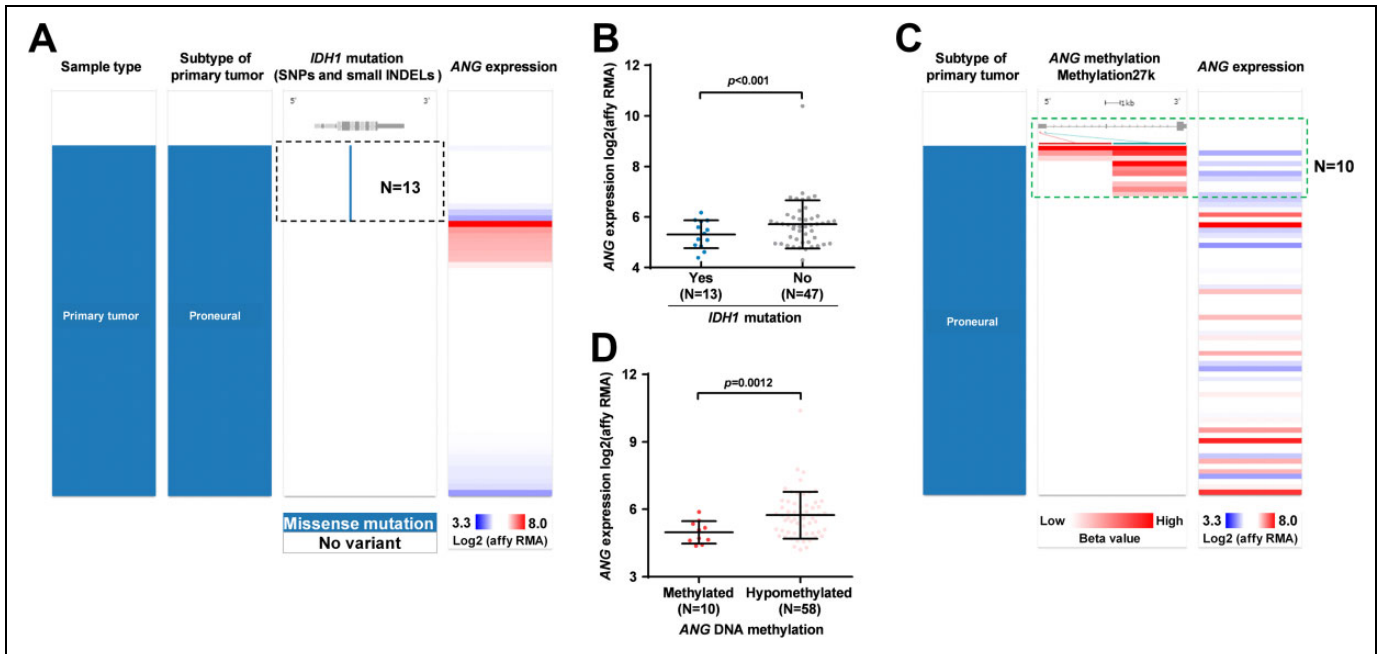 A
Sample type
Subtype of
primary tumor
IDH1 mutation
(SNPs and small INDELs)
ANG expression
5'
3'
N=13
Primary tumor
Proneural
Missense mutation
No variant
3.3
8.0
Log2 (affy RMA)
B
ANG expression log2(affy RMA)
12
10
8
6
4
p<0.001
Yes
(N=13)
No
(N=47)
IDH1 mutation
C
Subtype of
primary tumor
ANG methylation
Methylation27k
ANG expression
5'
1kb
3'
N=10
Proneural
Low
High
Beta value
3.3
8.0
Log2 (affy RMA)
D
ANG expression log2(affy RMA)
12
9
6
3
p=0.0012
Methylated
(N=10)
Hypomethylated
(N=58)
ANG DNA methylation